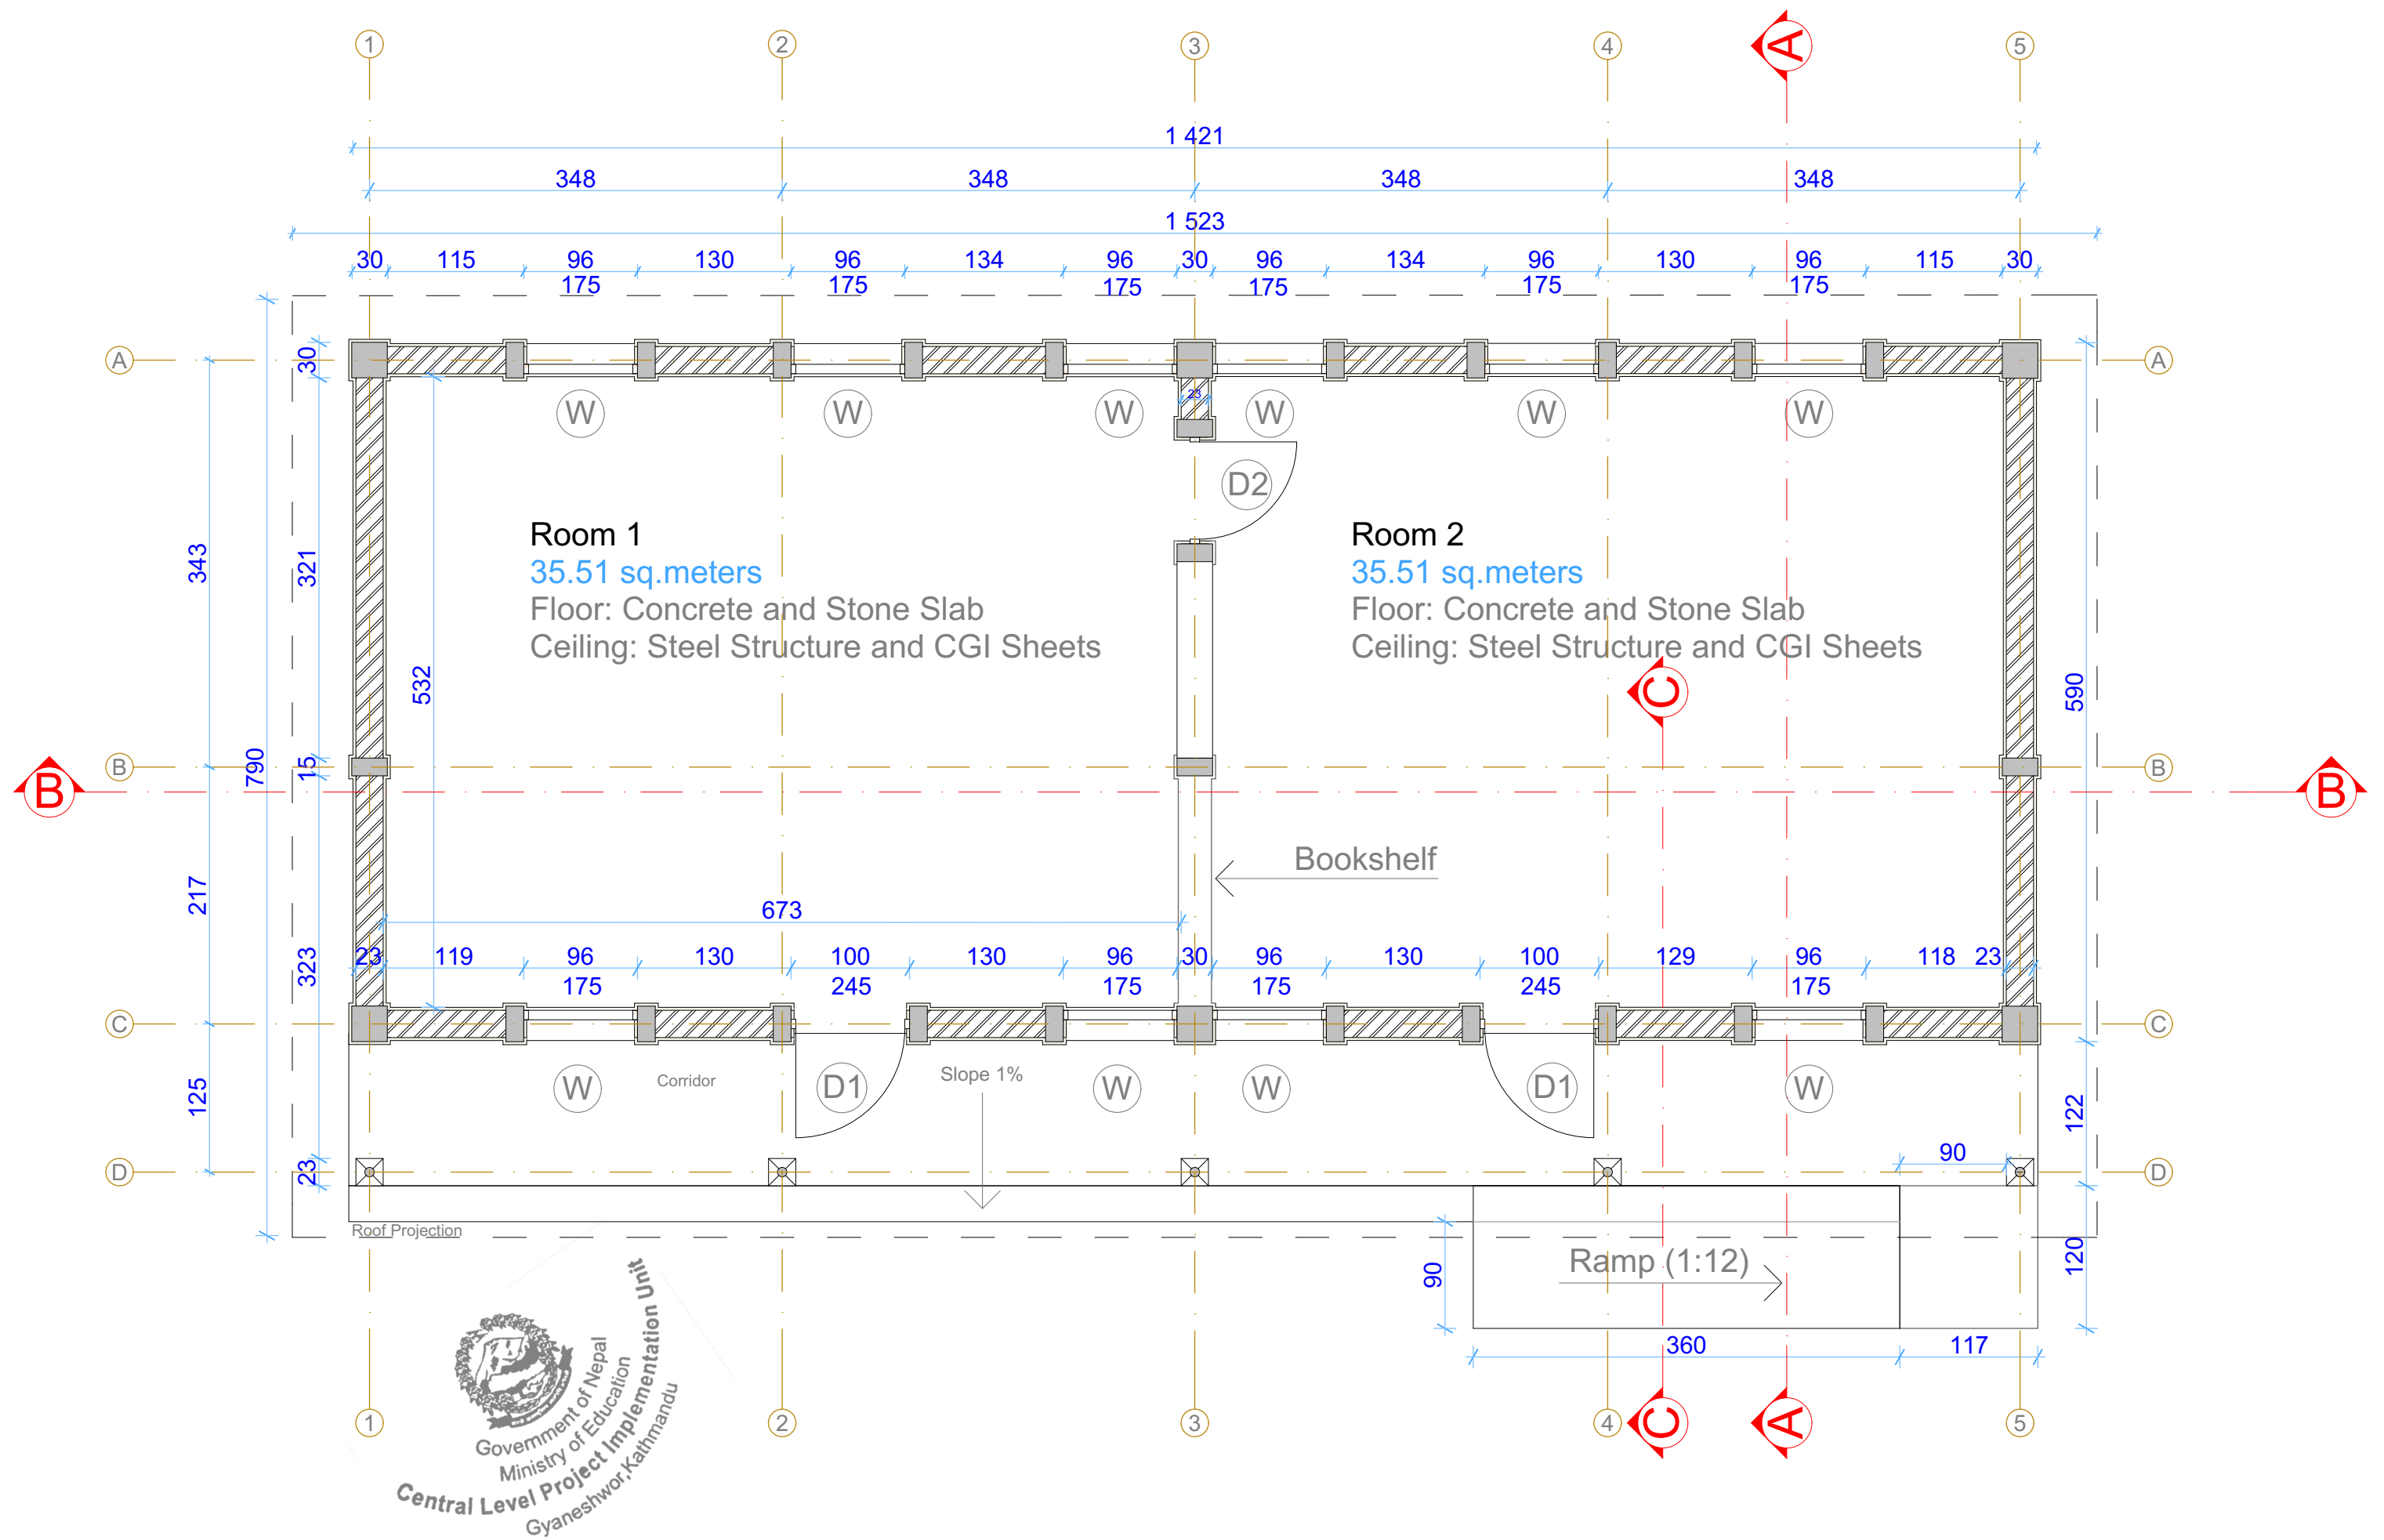 1 2 3 4 5
A
1 421
348 348 348 348
1 523
30 115 96 130 96 134 96 30 96 134 96 130 96 115 30
175 175 175 175 175 175
A A
30
W W W 23 W W W
D2
Room 1
35.51 sq.meters
Floor: Concrete and Stone Slab
Ceiling: Steel Structure and CGI Sheets
Room 2
35.51 sq.meters
Floor: Concrete and Stone Slab
Ceiling: Steel Structure and CGI Sheets
343 321
532
C
590
790
B 15 B
B B
Bookshelf
217
673
323
23 119 96 130 100 130 96 30 96 130 100 129 96 118 23
175 245 175 175 245 175
C C
W Corridor D1 Slope 1% W W D1 W
125
122
90
D 23 D
Roof Projection
120
90
Ramp (1:12)
360 117
1 2 3 4 C A 5
Government of Nepal
Ministry of Education
Central Level Project Implementation Unit
Gyaneshwor,Kathmandu